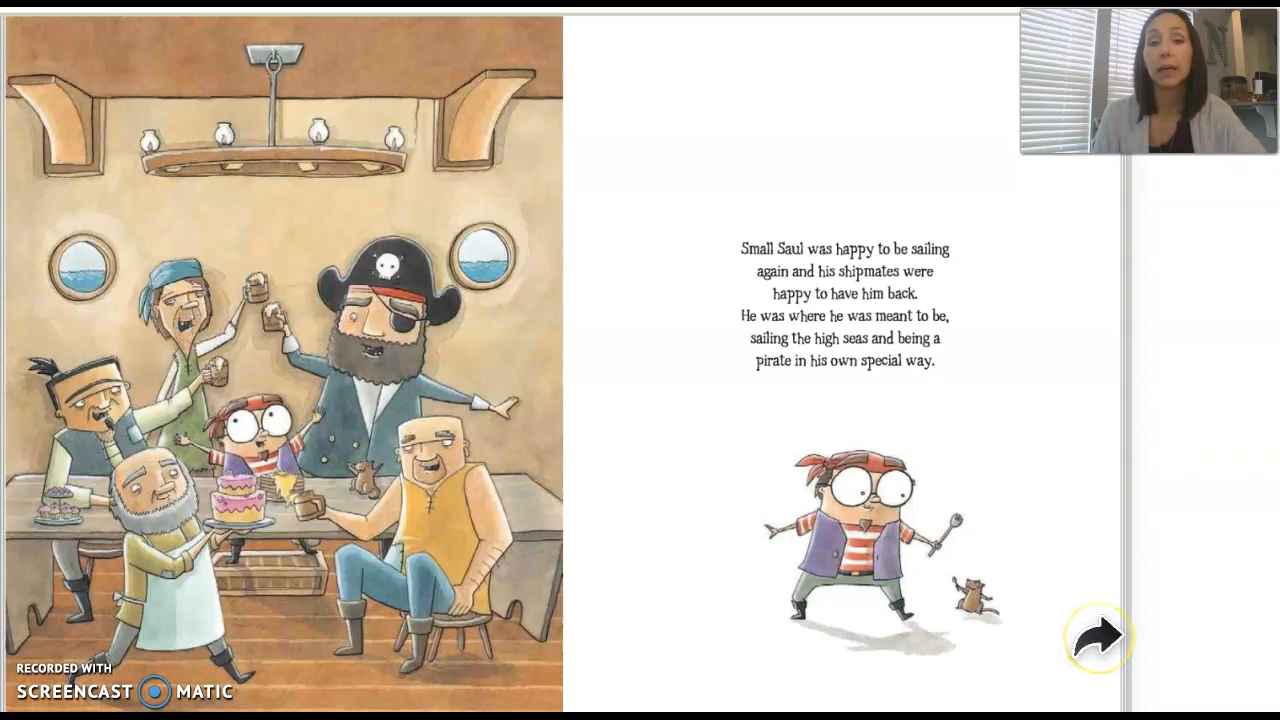 Small Saul was happy to be sailing
again and his shipmates were
happy to have him back.
He was where he was meant to be,
sailing the high seas and being a
pirate in his own special way.
RECORDED WITH
SCREENCAST MATIC
N